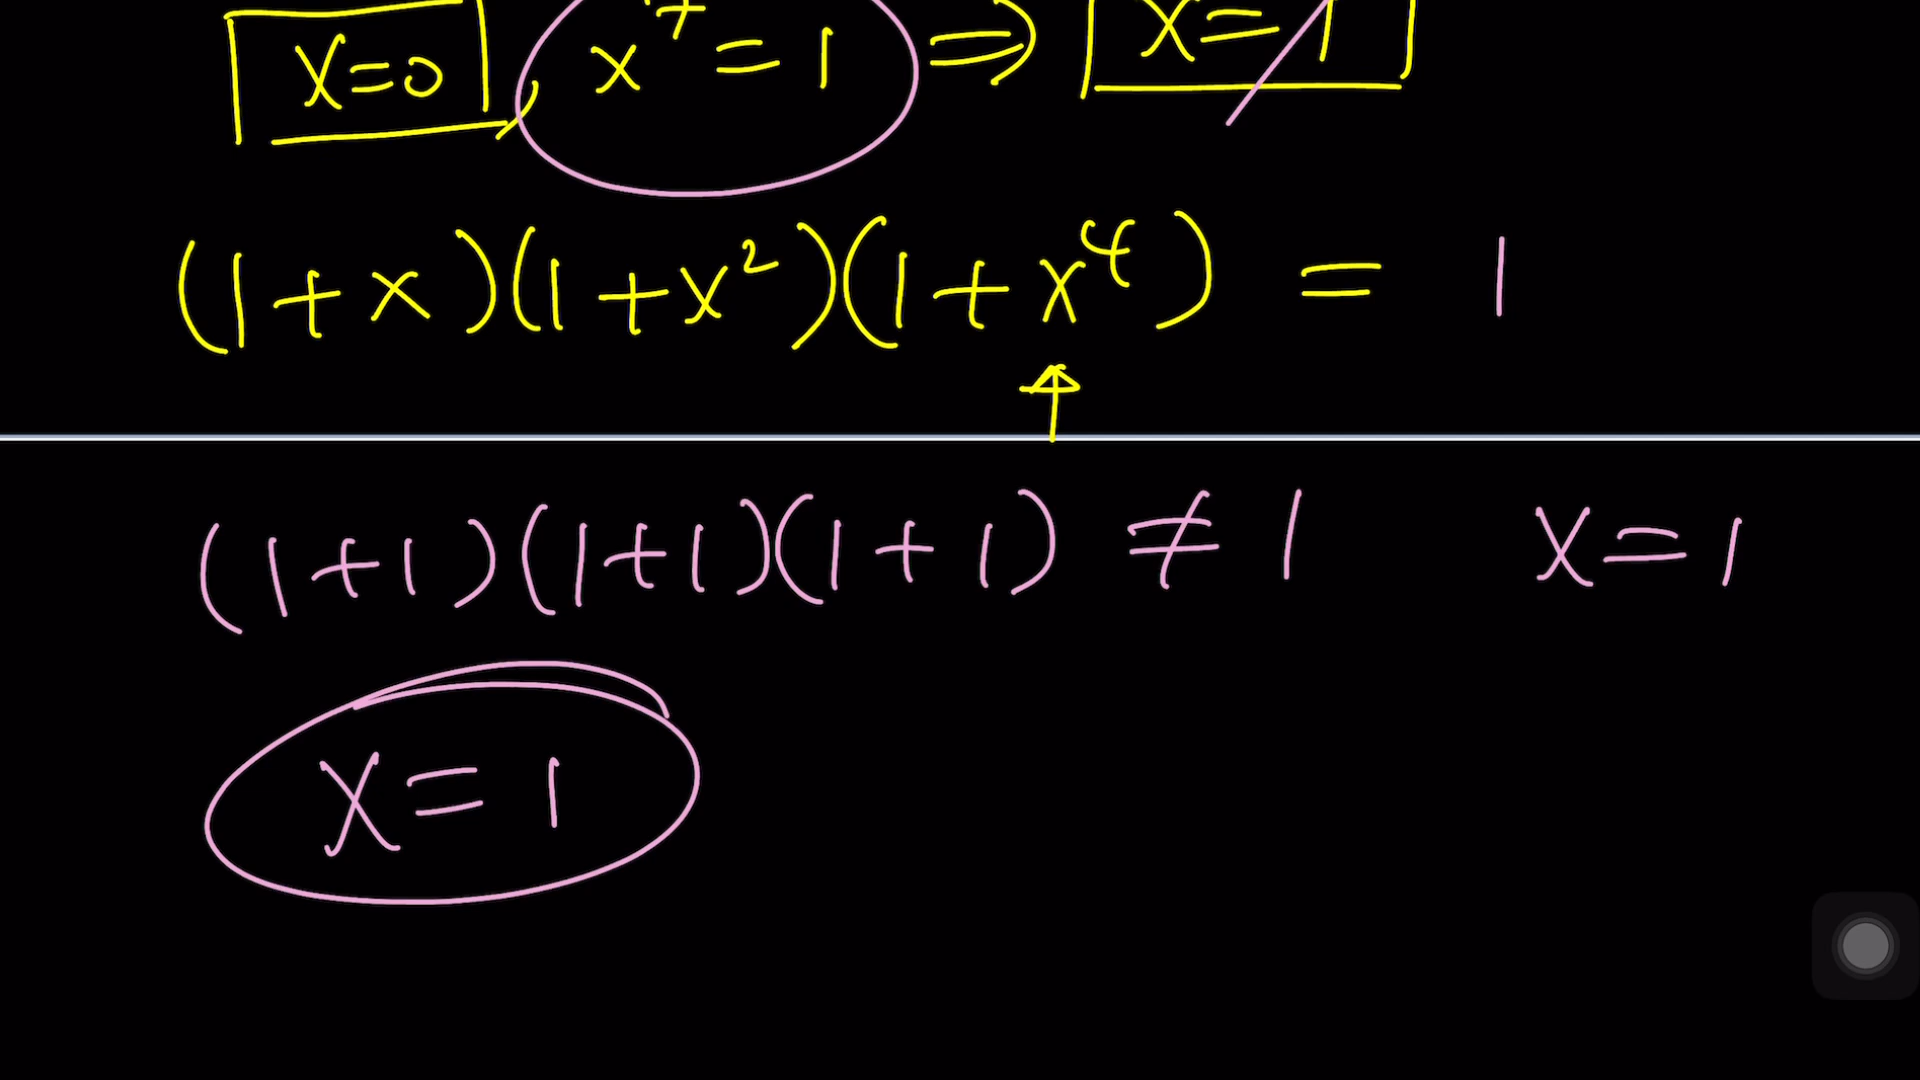 x=0, x⁷ = 1 ⇒ x=1
(1+x)(1+x²)(1+x⁴) = 1
(1+1)(1+1)(1+1) ≠ 1 x=1
x=1